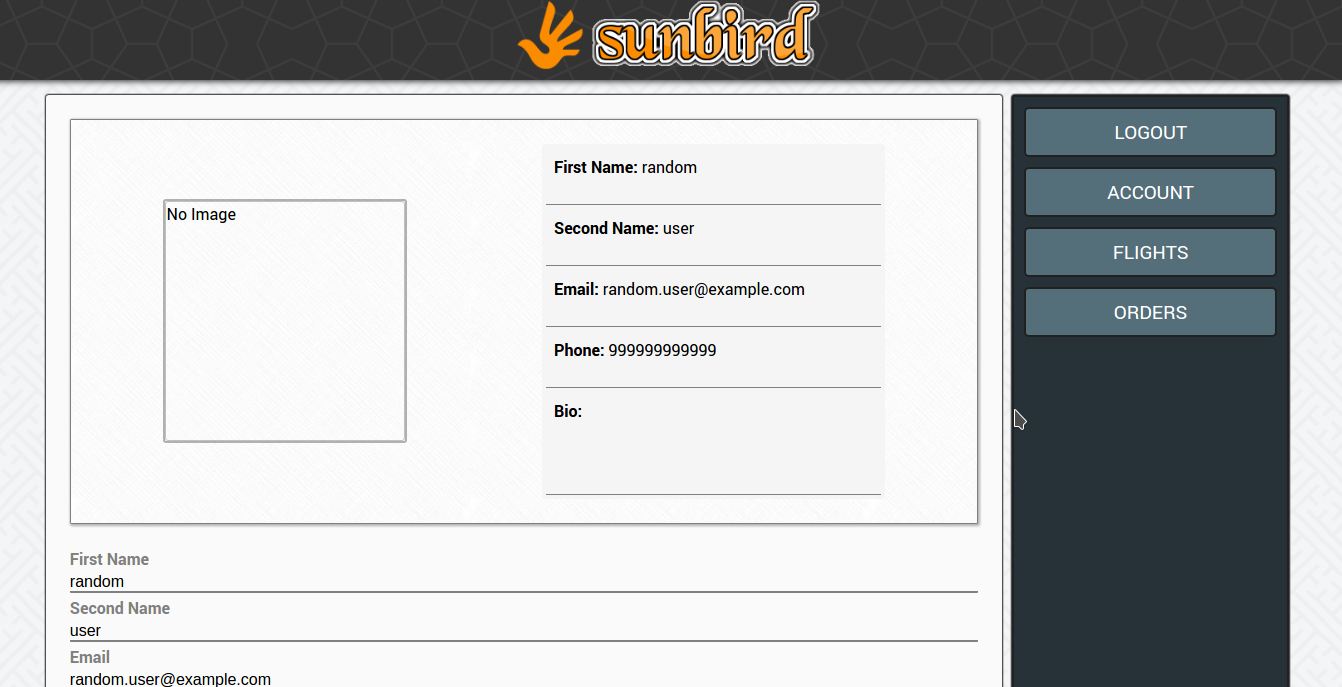 sunbird
No Image
First Name: random
Second Name: user
Email: random.user@example.com
Phone: 999999999999
Bio:
LOGOUT
ACCOUNT
FLIGHTS
ORDERS
First Name
random
Second Name
user
Email
random.user@example.com